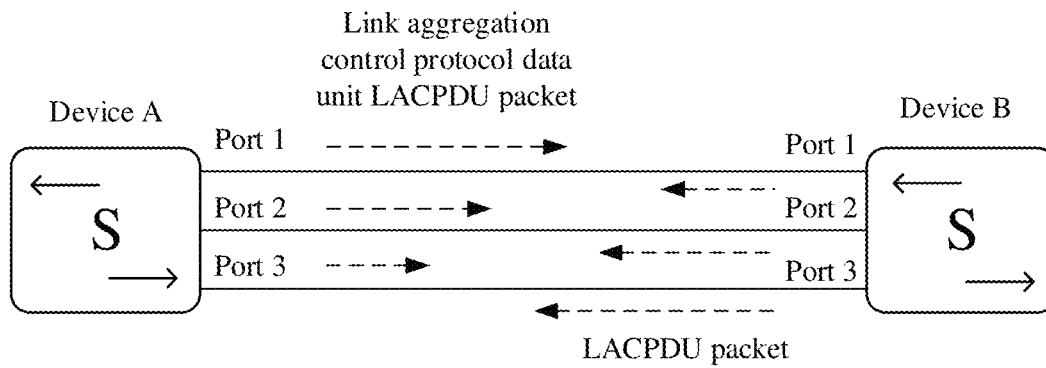 Link aggregation
control protocol data
unit LACPDU packet
Device A
Device B
Port 1
Port 1
S
Port 2
Port 2
S
Port 3
Port 3
LACPDU packet